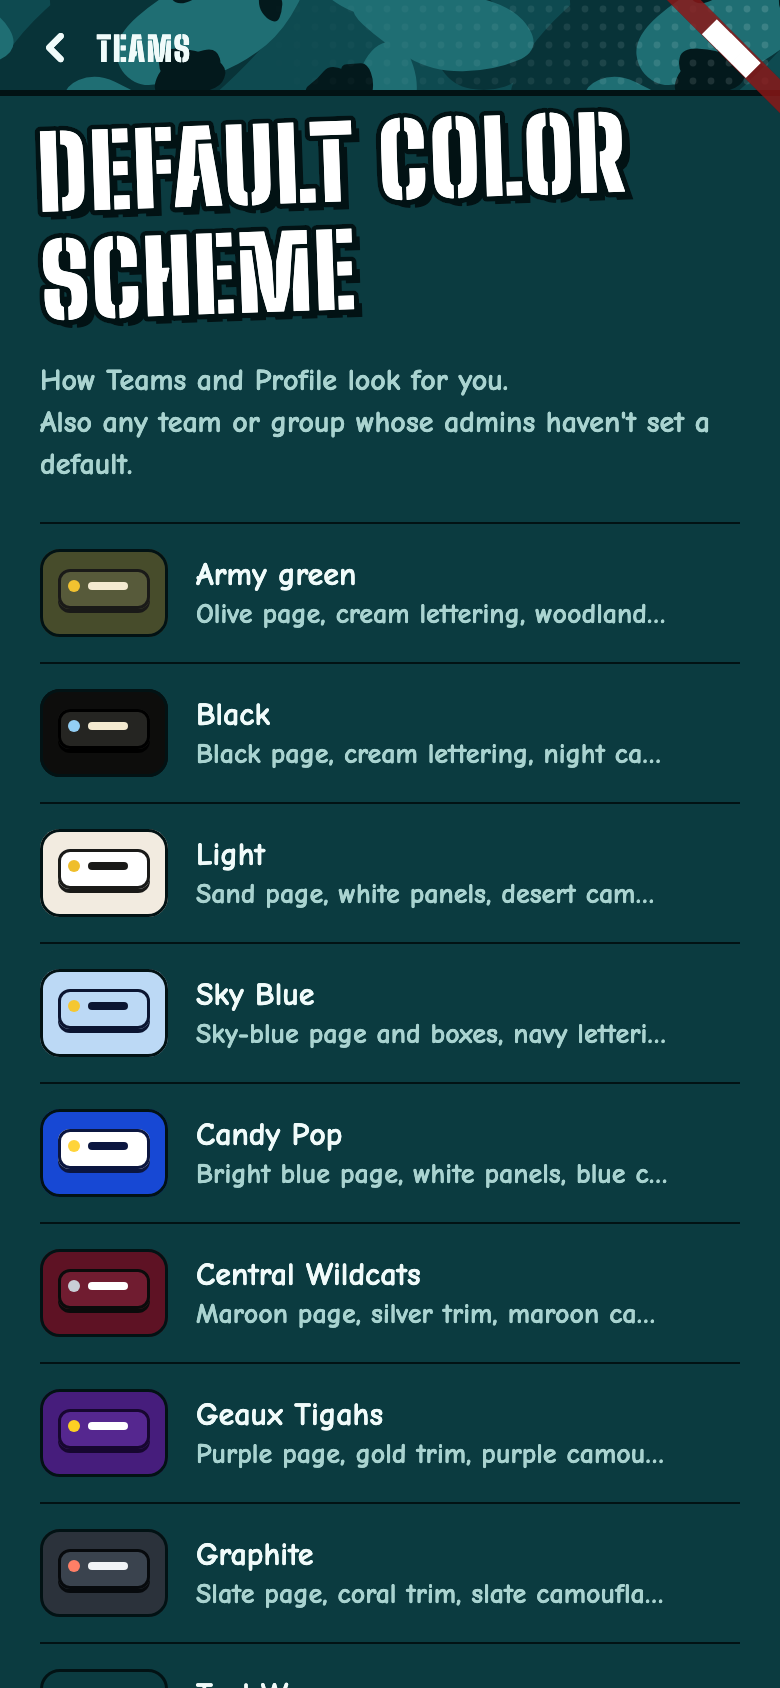 TEAMS
DEFAULT COLOR
SCHEME
How Teams and Profile look for you.
Also any team or group whose admins haven't set a
default.
Army green
Olive page, cream lettering, woodland...
Black
Black page, cream lettering, night ca...
Light
Sand page, white panels, desert cam...
Sky Blue
Sky-blue page and boxes, navy letteri...
Candy Pop
Bright blue page, white panels, blue c...
Central Wildcats
Maroon page, silver trim, maroon ca...
Geaux Tigahs
Purple page, gold trim, purple camou...
Graphite
Slate page, coral trim, slate camoufla...